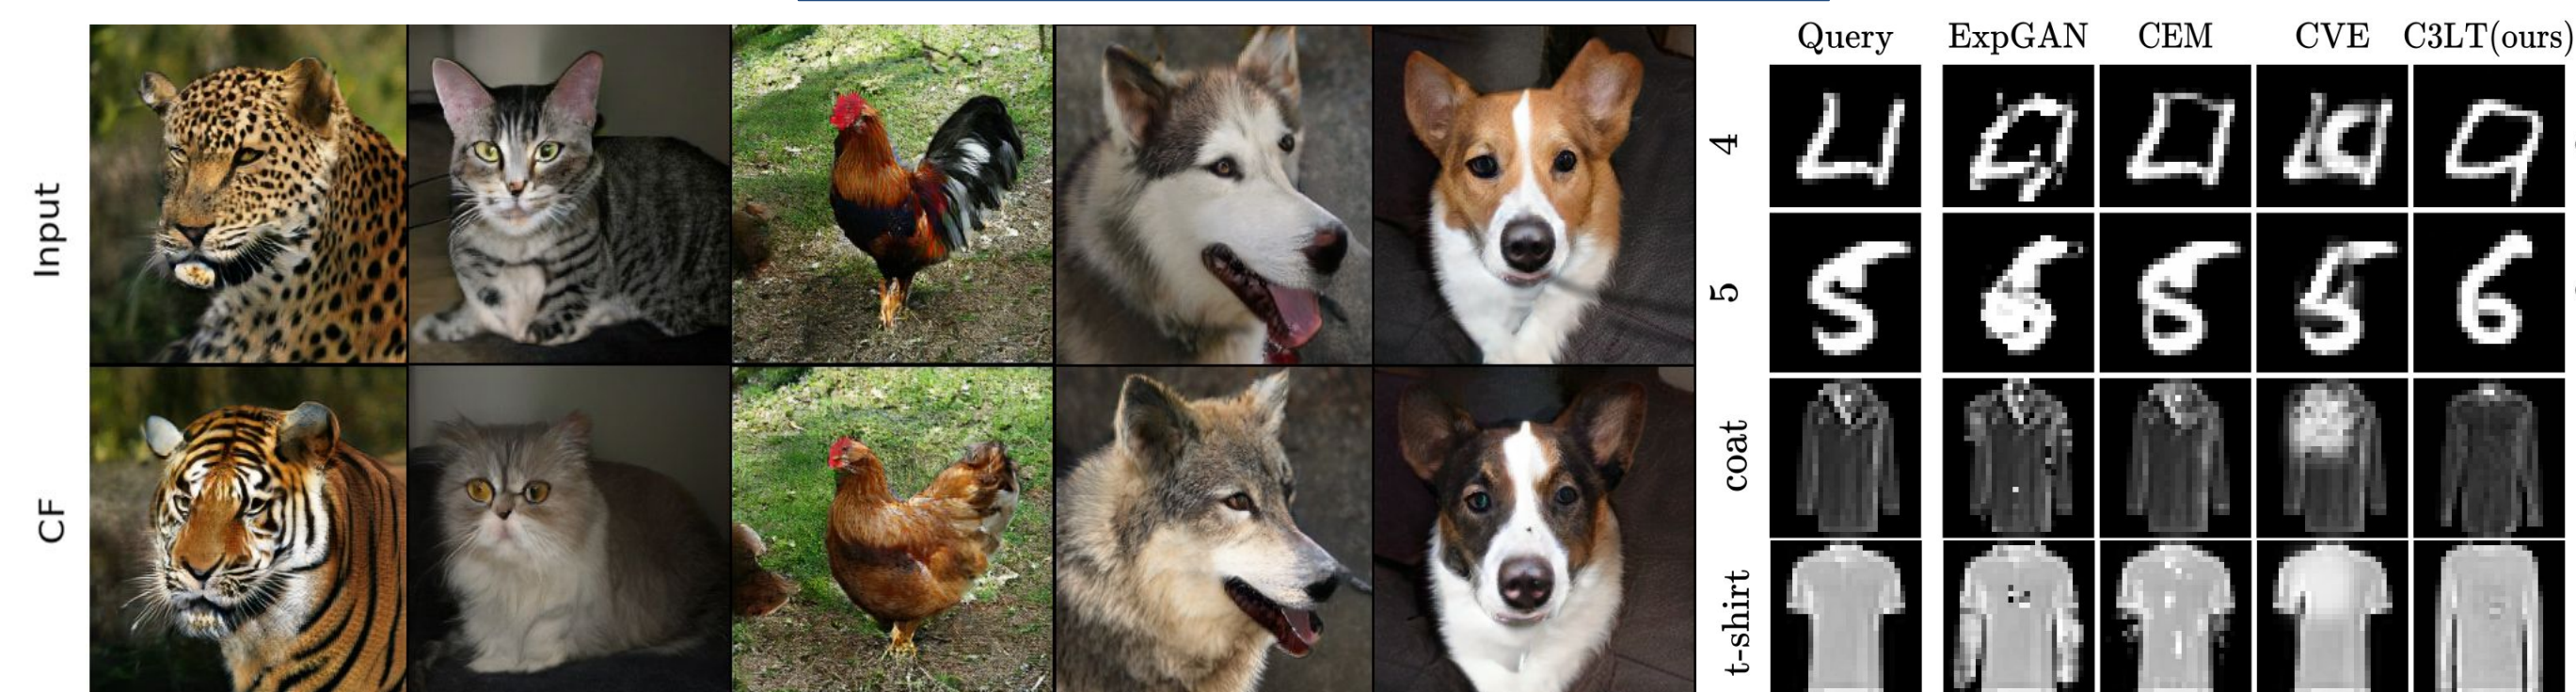 Input
CF
Query ExpGAN CEM CVE C3LT(ours)
4
5
coat
t-shirt